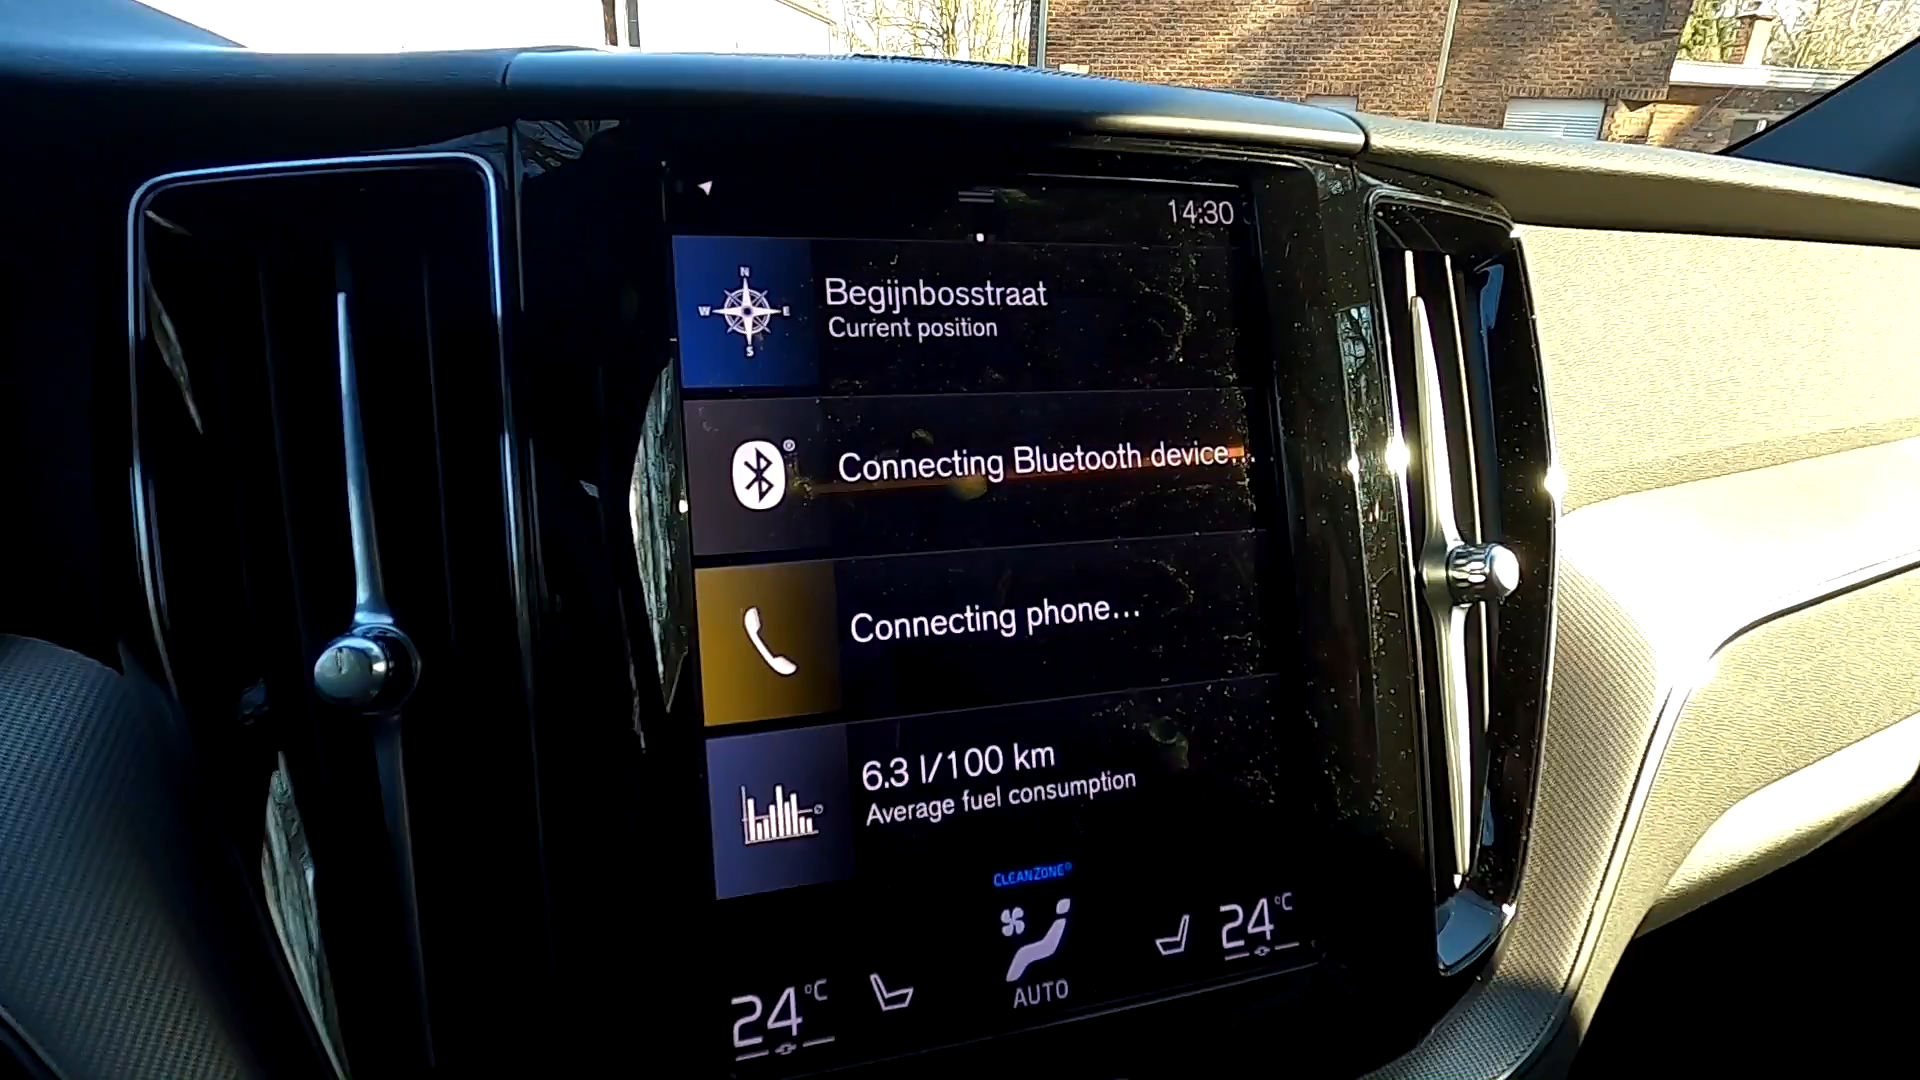 14:30
N
W E
S
Begijnbosstraat
Current position
Connecting Bluetooth device...
Connecting phone...
6.3 l/100 km
Average fuel consumption
CLEANZONE
24°C
AUTO
24°C